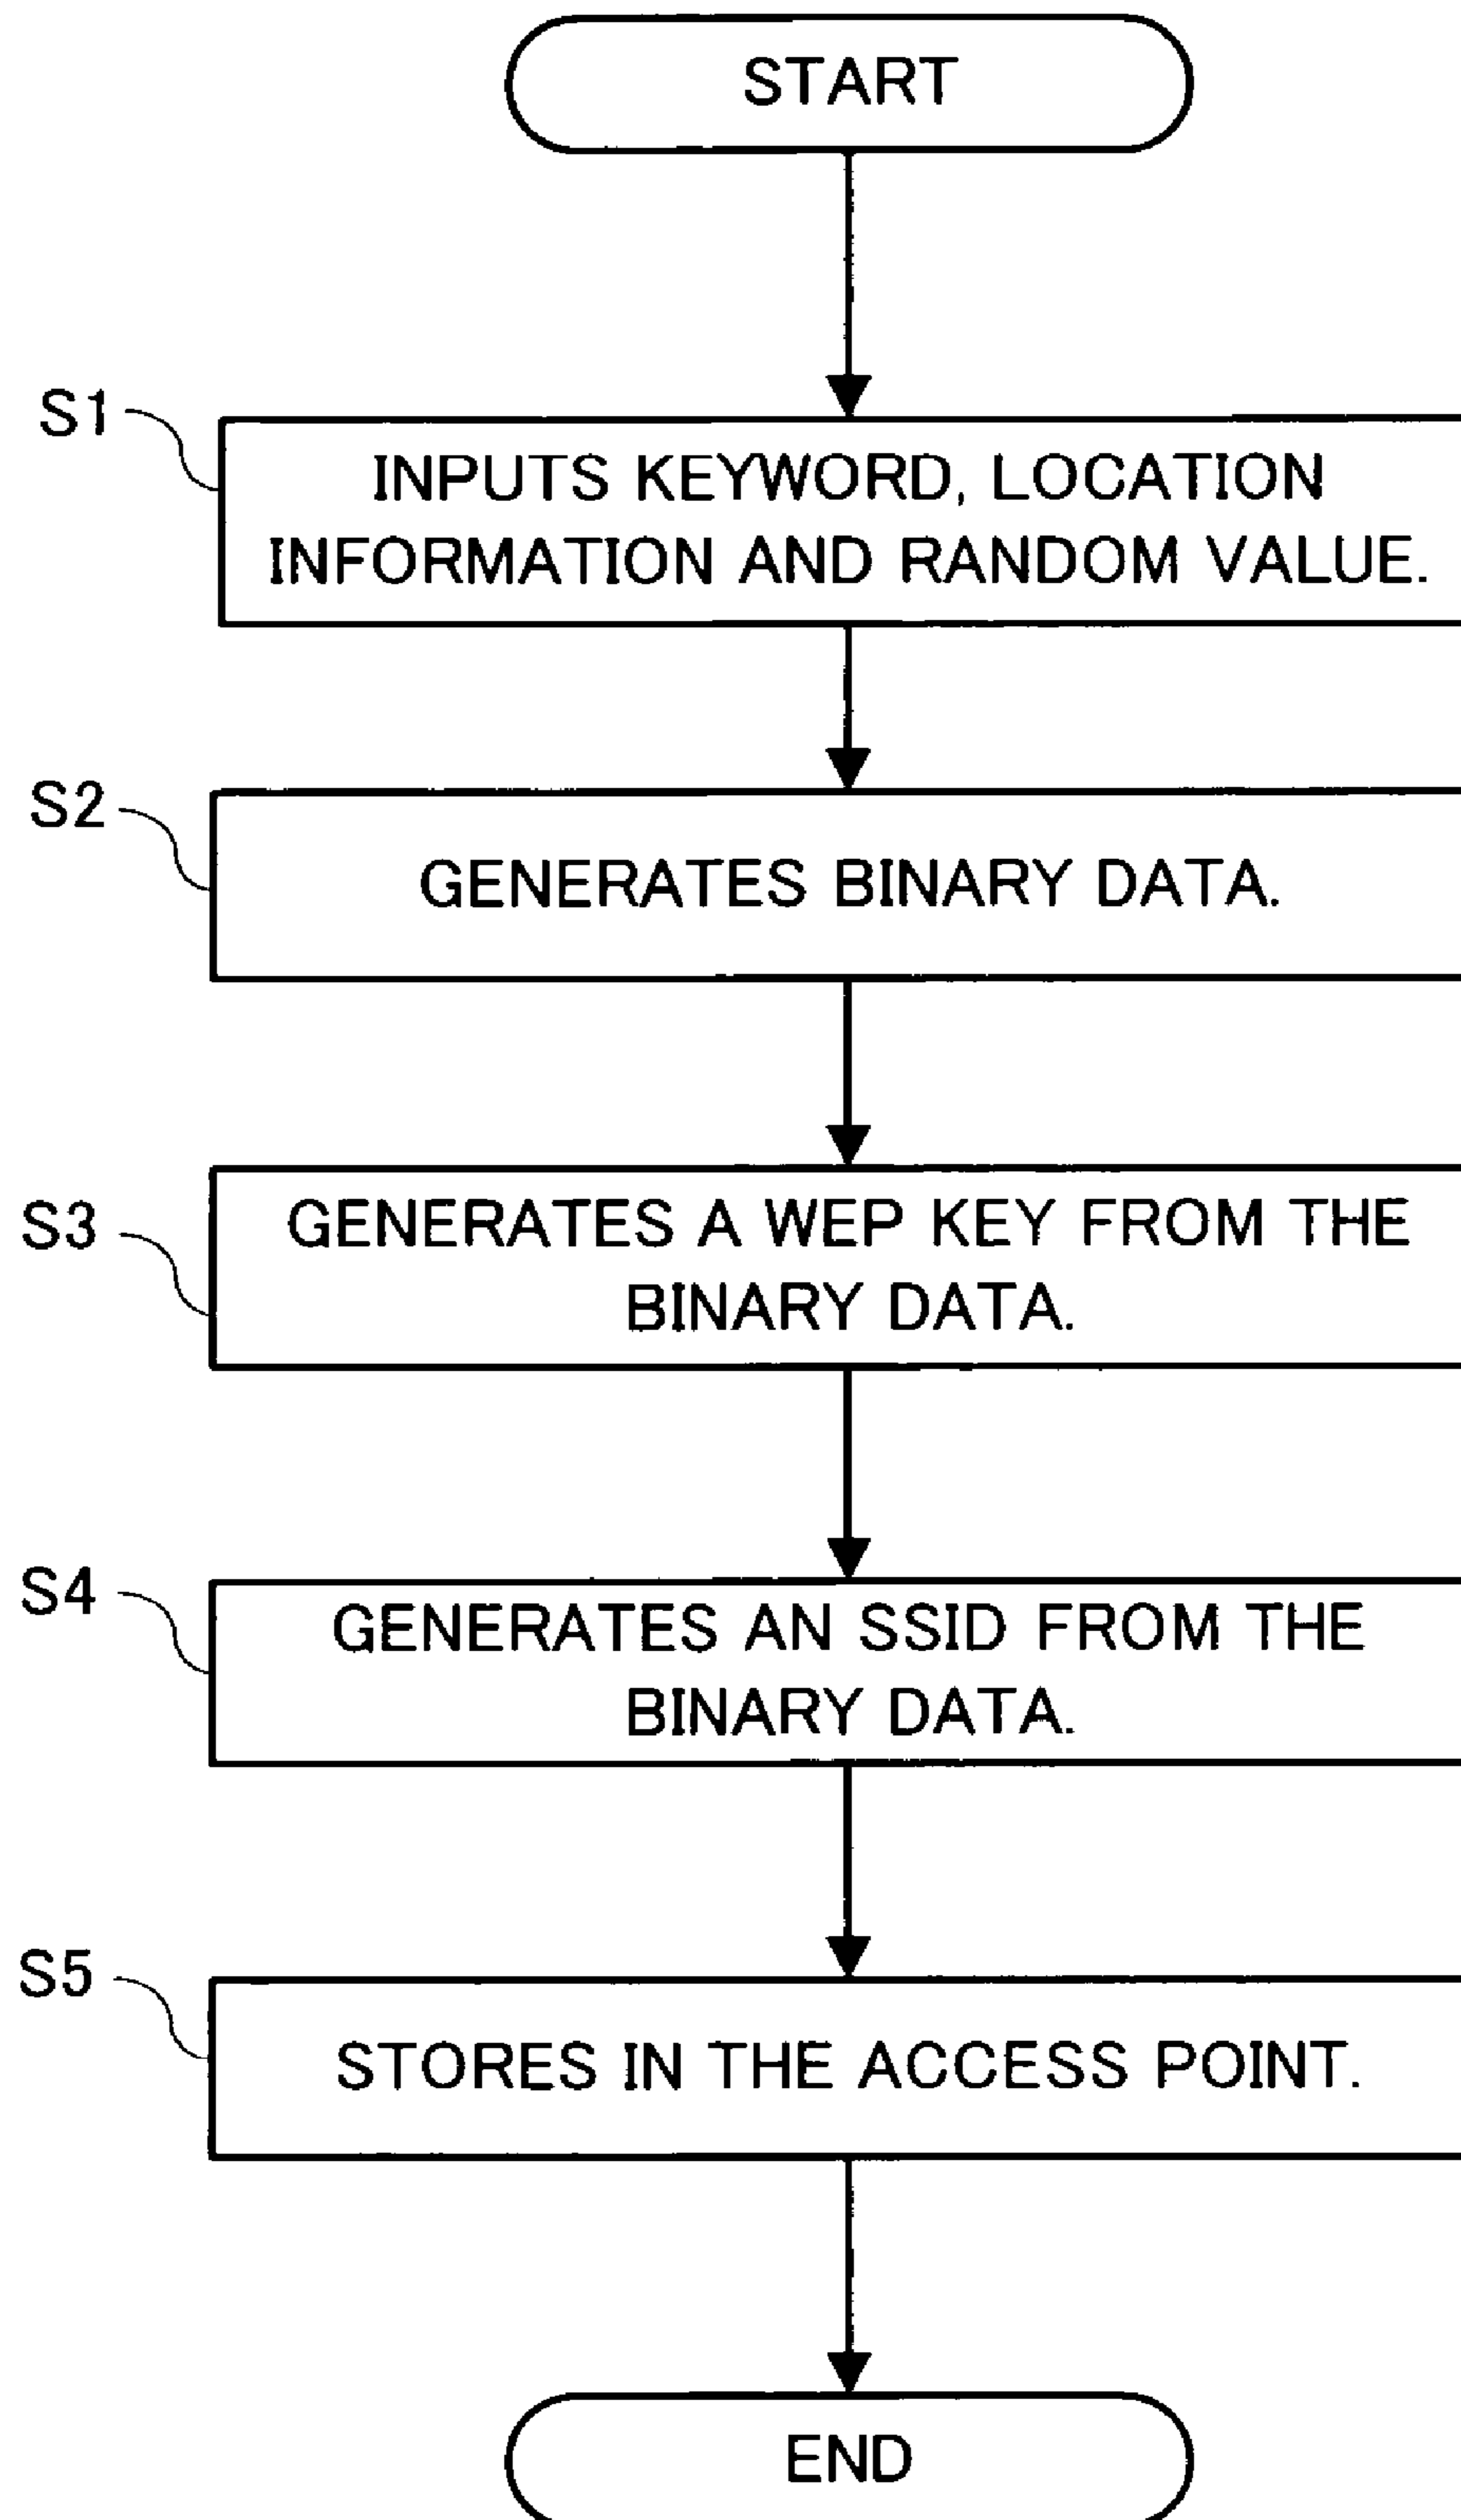 START
S1
INPUTS KEYWORD, LOCATION
INFORMATION AND RANDOM VALUE.
S2
GENERATES BINARY DATA.
S3
GENERATES A WEP KEY FROM THE
BINARY DATA.
S4
GENERATES AN SSID FROM THE
BINARY DATA.
S5
STORES IN THE ACCESS POINT.
END